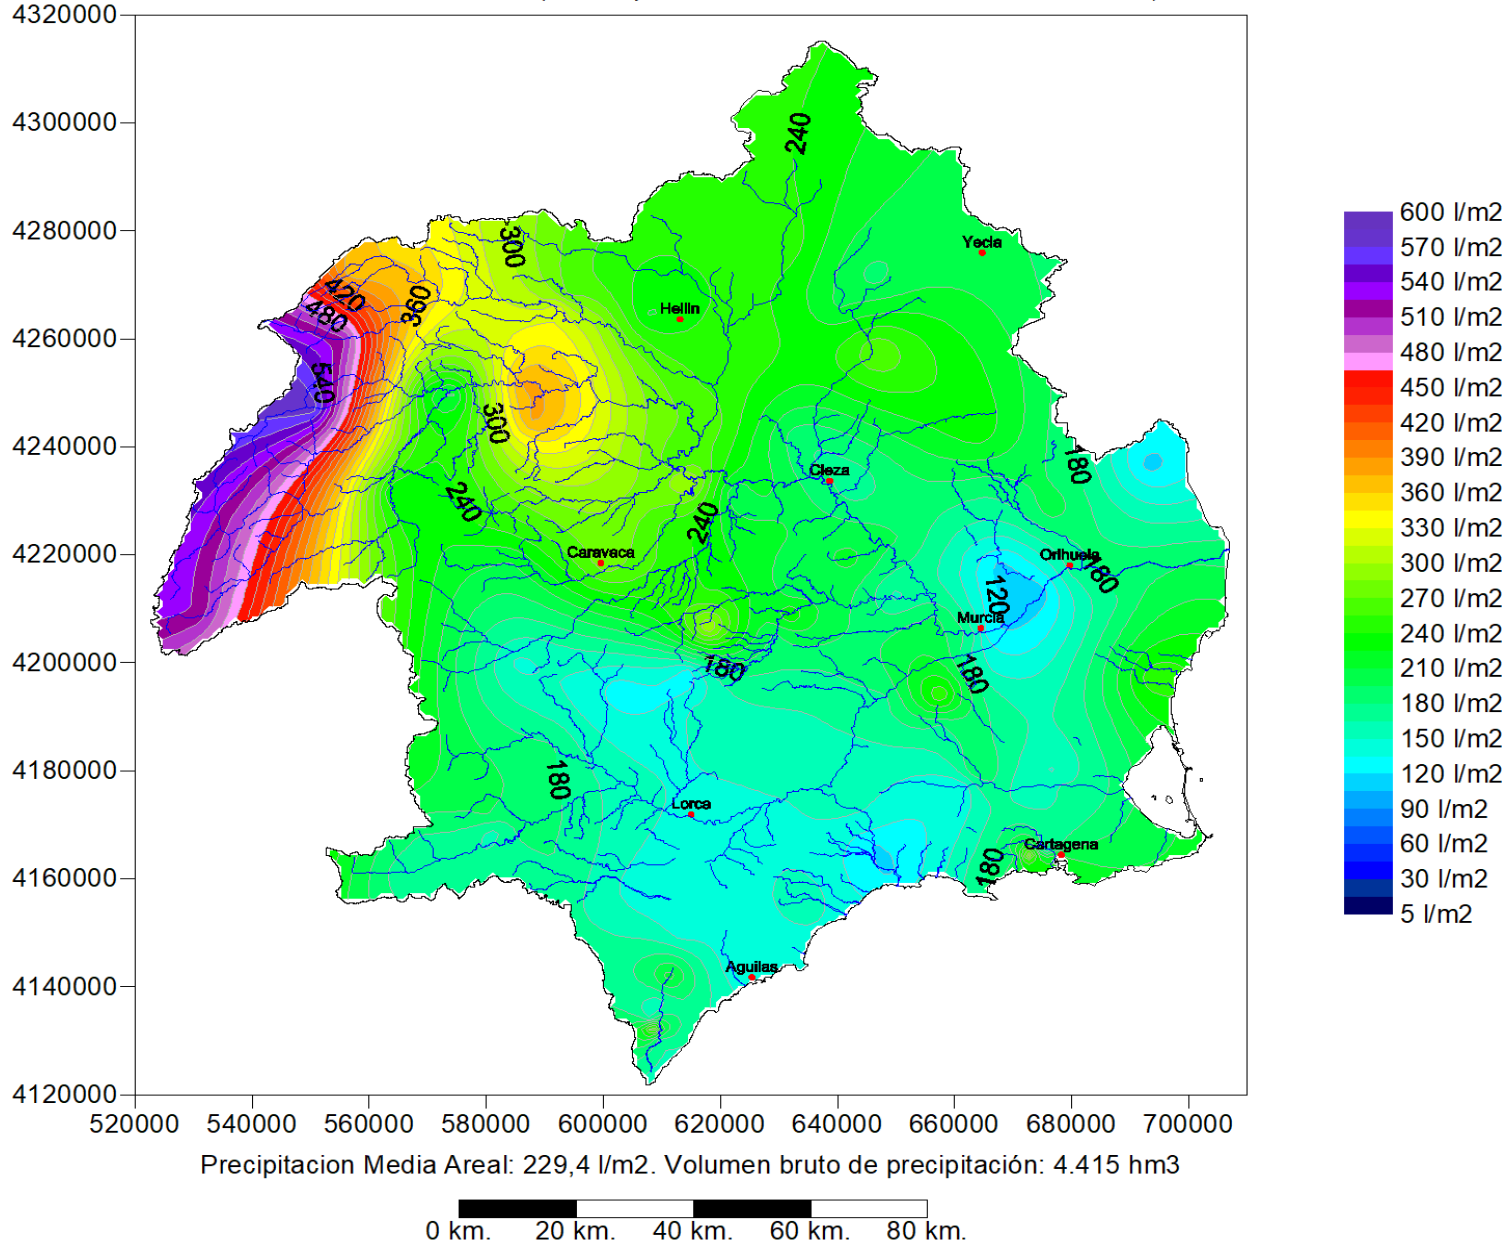 4320000
4300000
4280000
4260000
4240000
4220000
4200000
4180000
4160000
4140000
4120000
520000 540000 560000 580000 600000 620000 640000 660000 680000 700000
240
300
Yecla
420
480
360
Hellin
540
300
180
Cieza
240
240
Caravaca
Orihuela
180
120
Murcia
180
180
180
Lorca
Cartagena
180
Aguilas
600 l/m2
570 l/m2
540 l/m2
510 l/m2
480 l/m2
450 l/m2
420 l/m2
390 l/m2
360 l/m2
330 l/m2
300 l/m2
270 l/m2
240 l/m2
210 l/m2
180 l/m2
150 l/m2
120 l/m2
90 l/m2
60 l/m2
30 l/m2
5 l/m2
Precipitacion Media Areal: 229,4 l/m2. Volumen bruto de precipitación: 4.415 hm3
0 km. 20 km. 40 km. 60 km. 80 km.